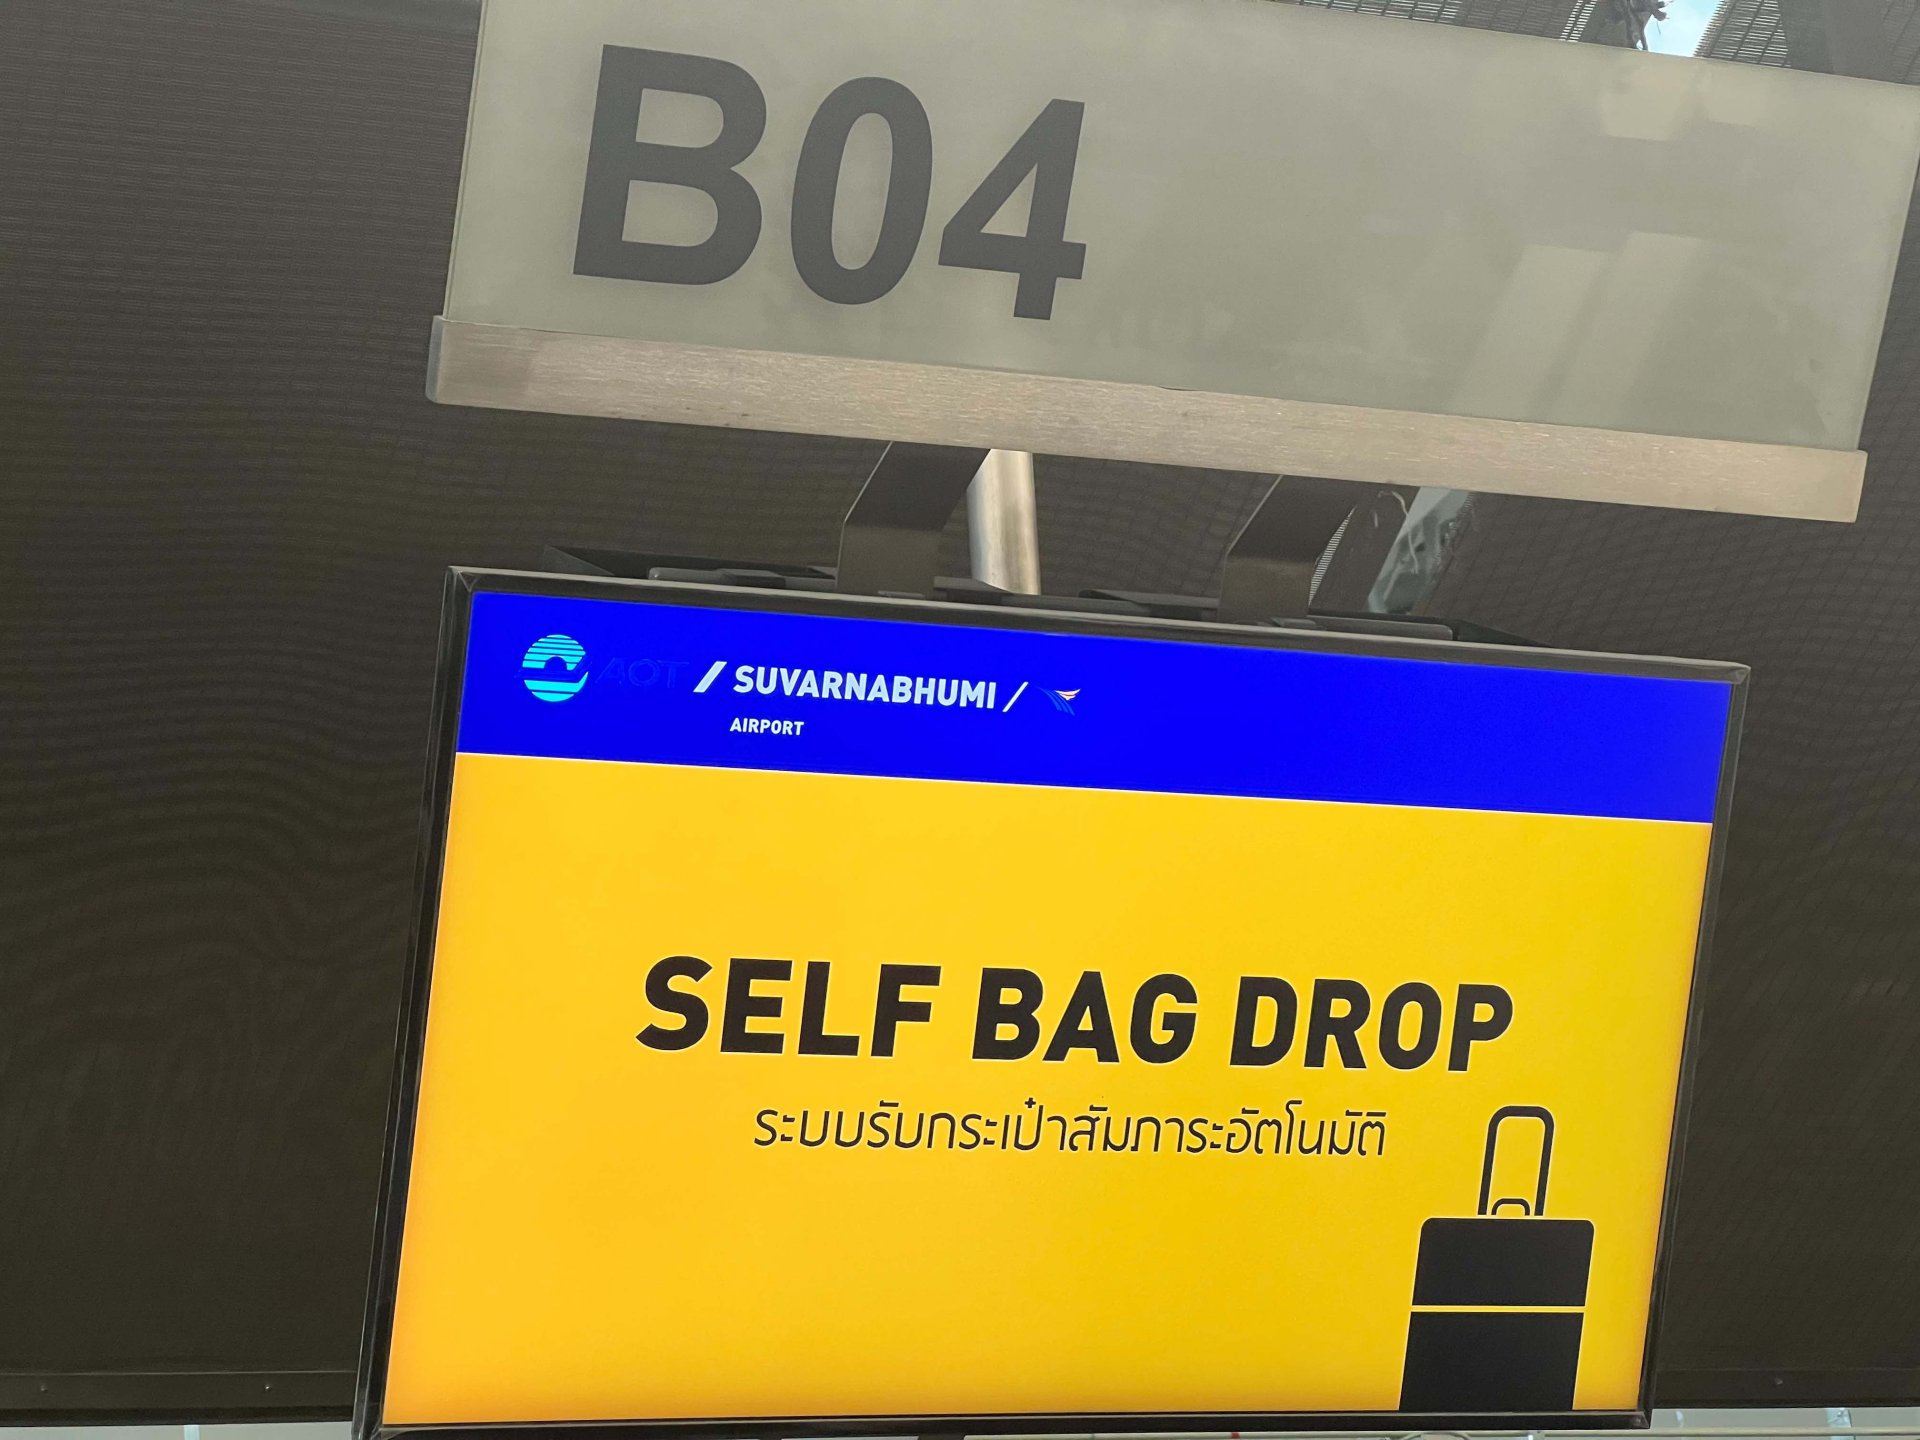 B04
AOT / SUVARNABHUMI /
AIRPORT
SELF BAG DROP
ระบบรับกระเป๋าสัมภาระอัตโนมัติ